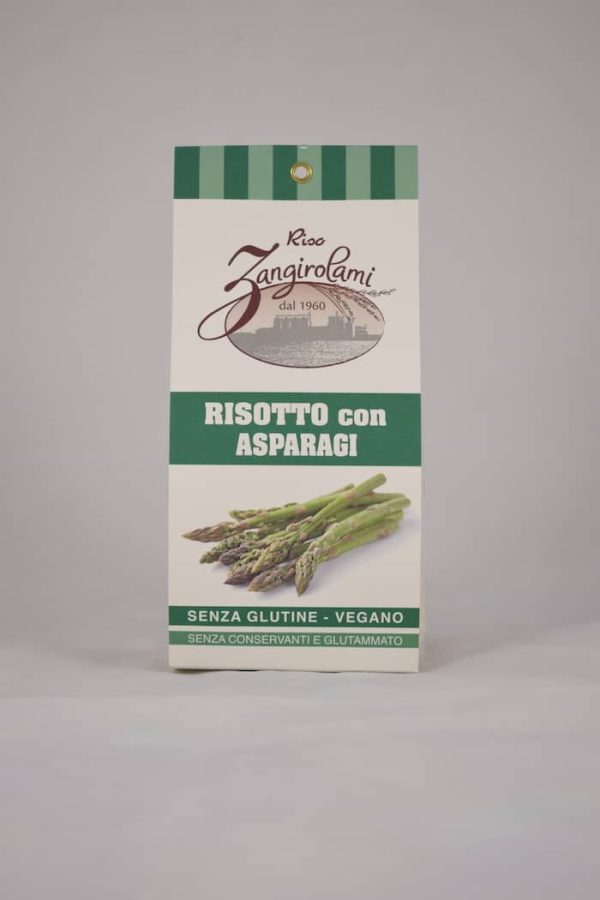 Riso
Zangirolami
dal 1960
RISOTTO con
ASPARAGI
SENZA GLUTINE - VEGANO
SENZA CONSERVANTI E GLUTAMMATO